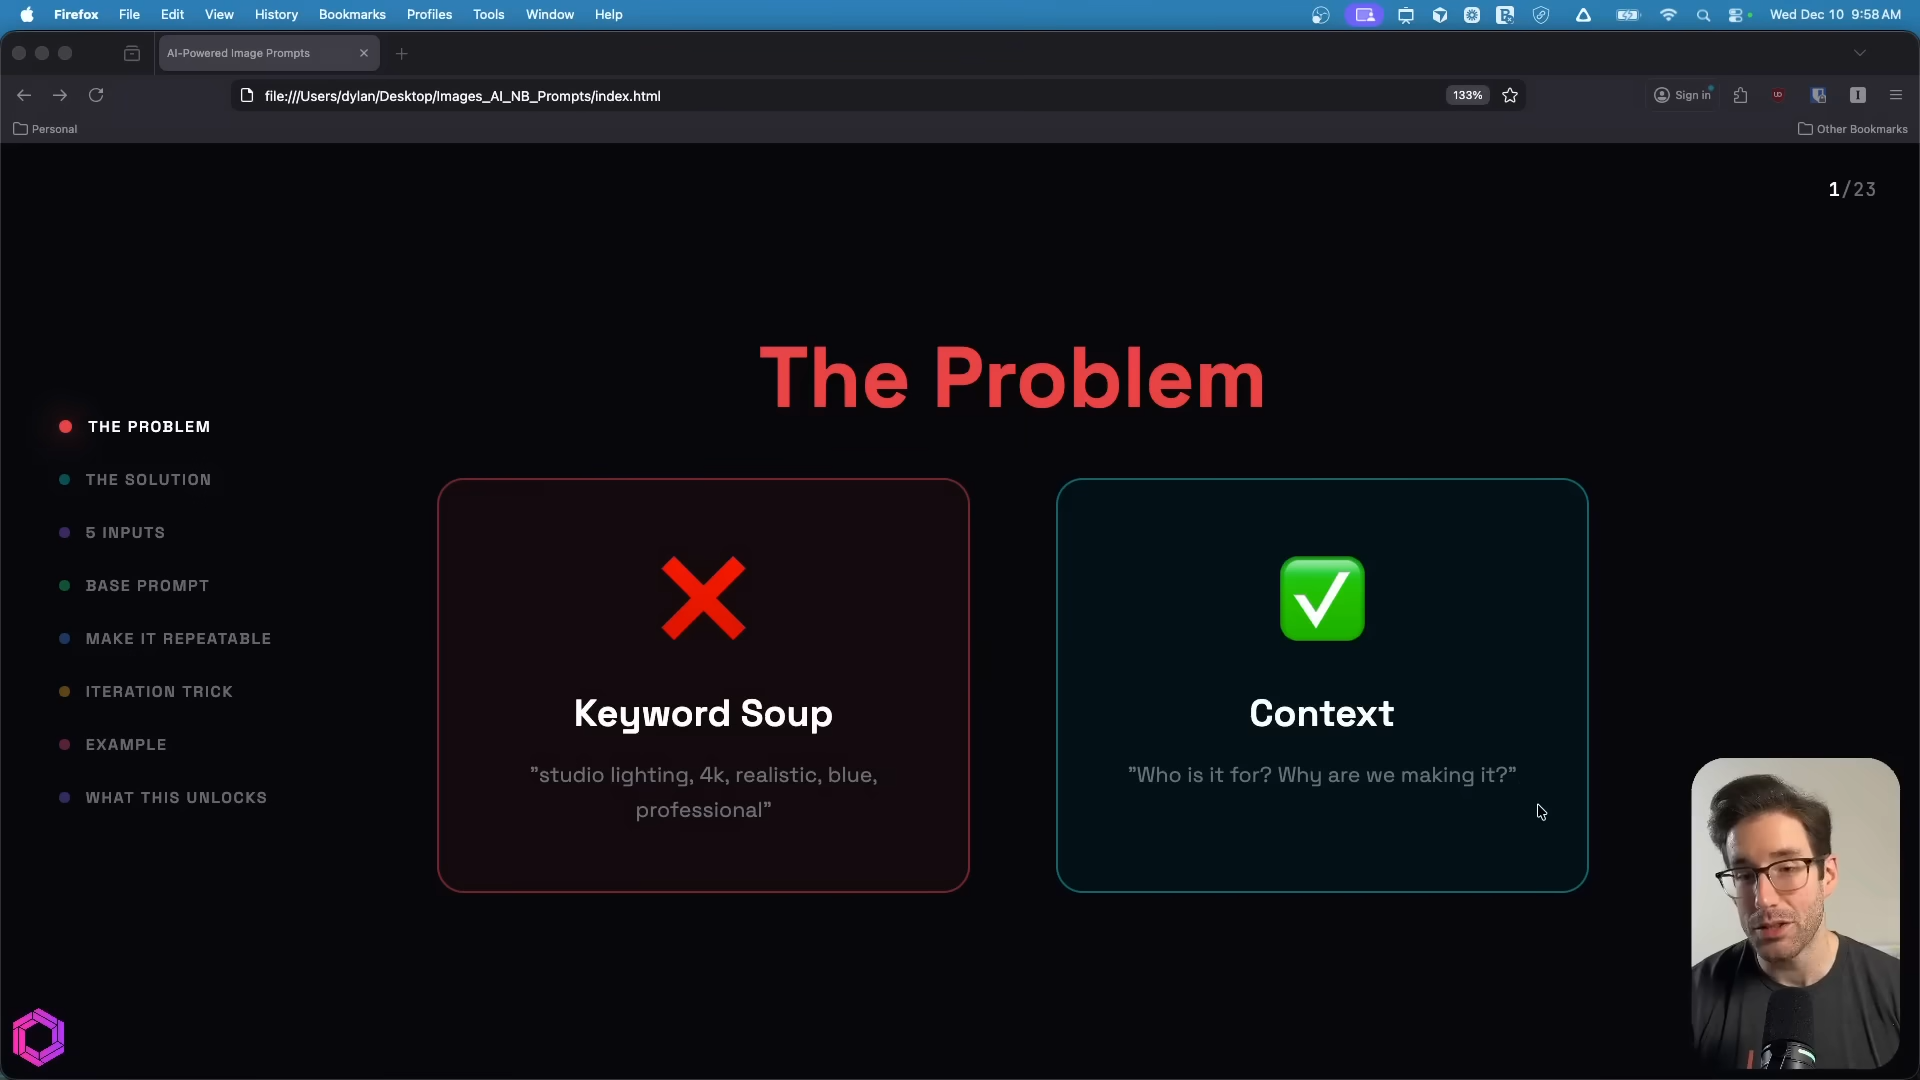 Firefox File Edit View History Bookmarks Profiles Tools Window Help Wed Dec 10 9:58 AM
AI-Powered Image Prompts
file:///Users/dylan/Desktop/Images_AI_NB_Prompts/index.html 133% Sign in
Personal Other Bookmarks
1/23
The Problem
THE PROBLEM
THE SOLUTION
5 INPUTS
BASE PROMPT
MAKE IT REPEATABLE
ITERATION TRICK
EXAMPLE
WHAT THIS UNLOCKS
Keyword Soup
"studio lighting, 4k, realistic, blue,
professional"
Context
"Who is it for? Why are we making it?"